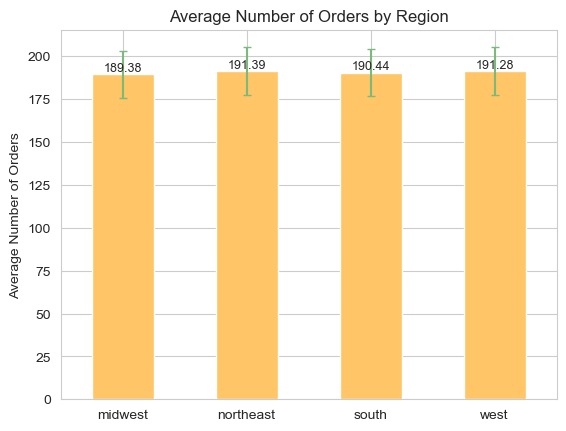 Average Number of Orders by Region
Average Number of Orders
200
175
150
125
100
75
50
25
0
189.38
191.39
190.44
191.28
midwest
northeast
south
west